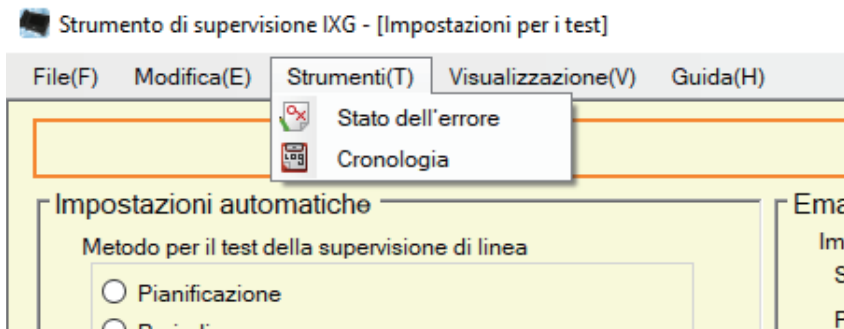 Strumento di supervisione IXG - [Impostazioni per i test]
File(F) Modifica(E) Strumenti(T) Visualizzazione(V) Guida(H)
Stato dell'errore
Cronologia
Impostazioni automatiche
Metodo per il test della supervisione di linea
Pianificazione